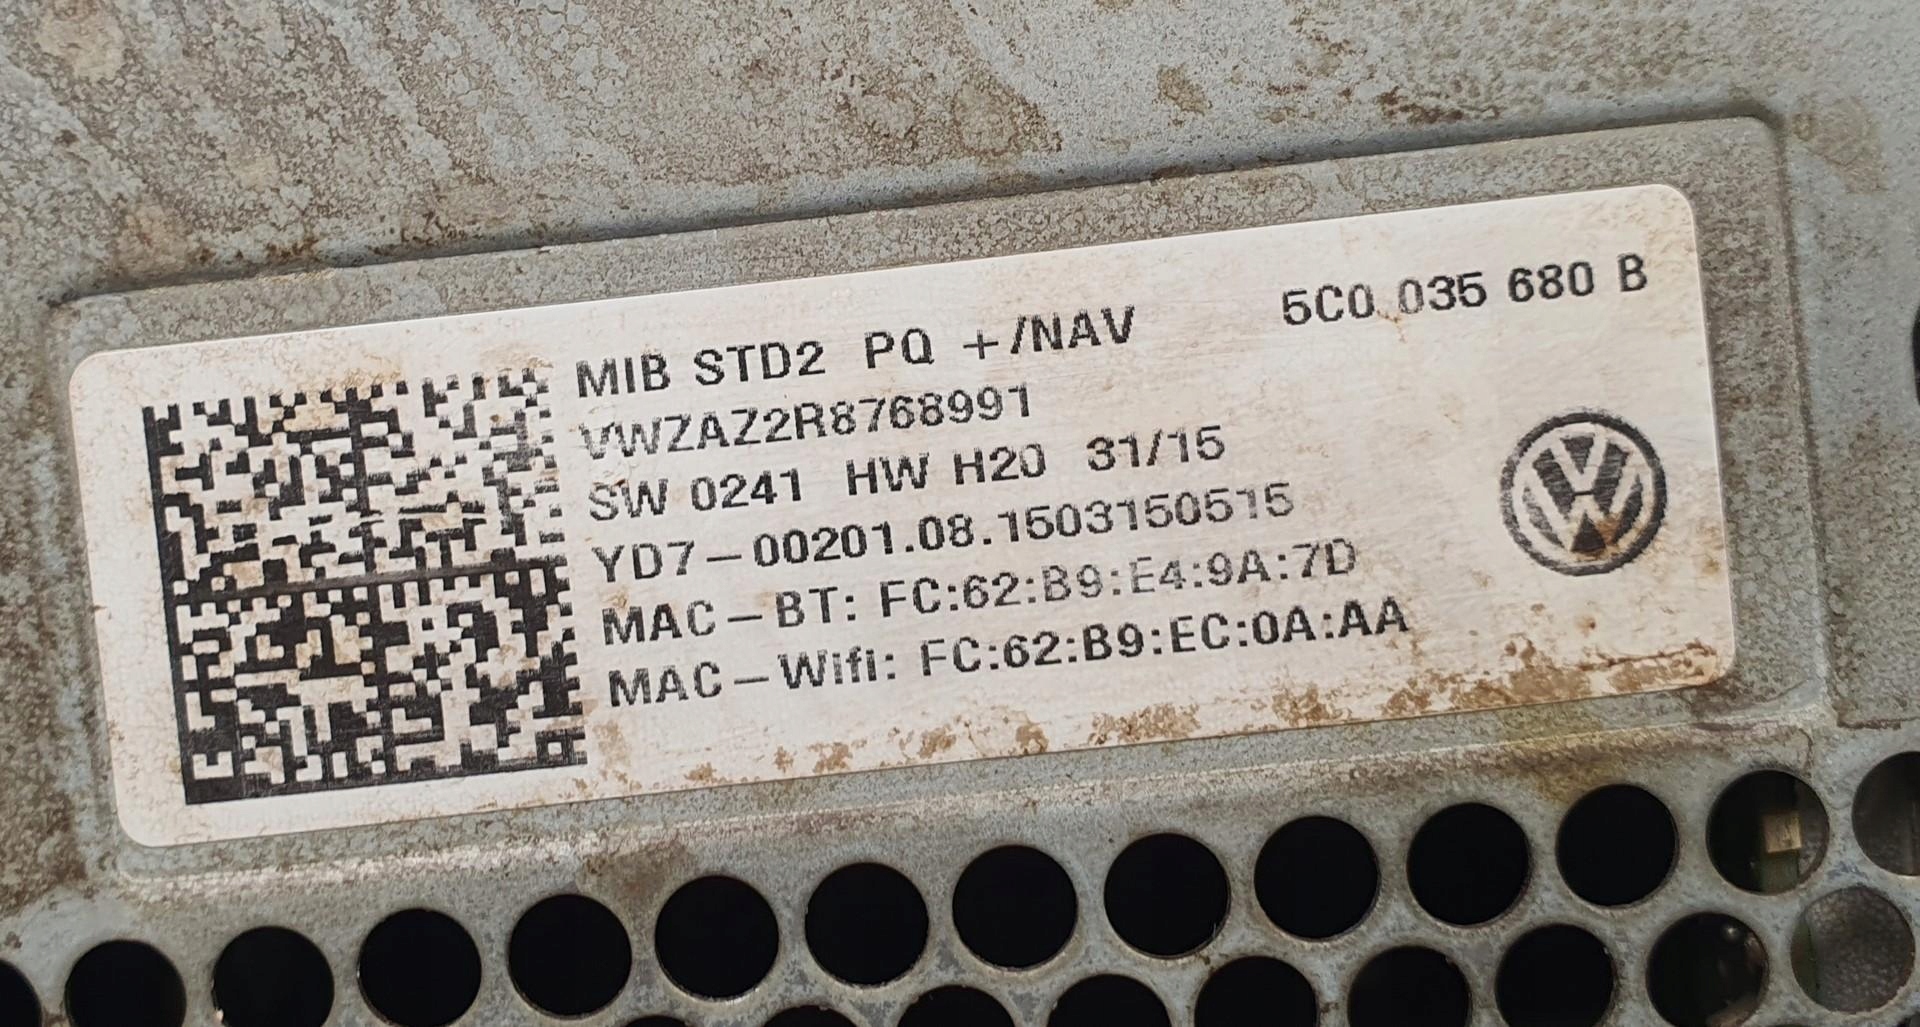 MIB STD2 PQ +/NAV 5C0 035 680 B
VWZAZ2R8768991
SW 0241 HW H20 31/15
YD7-00201.08.1503150515
MAC-BT: FC:62:B9:E4:9A:7D
MAC-Wifi: FC:62:B9:EC:0A:AA